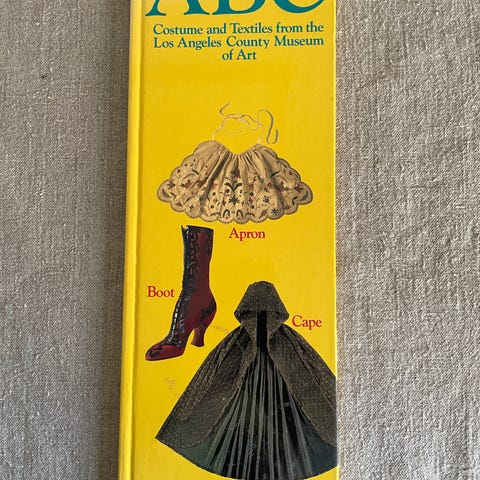 ABC
Costume and Textiles from the
Los Angeles County Museum
of Art
Apron
Boot
Cape